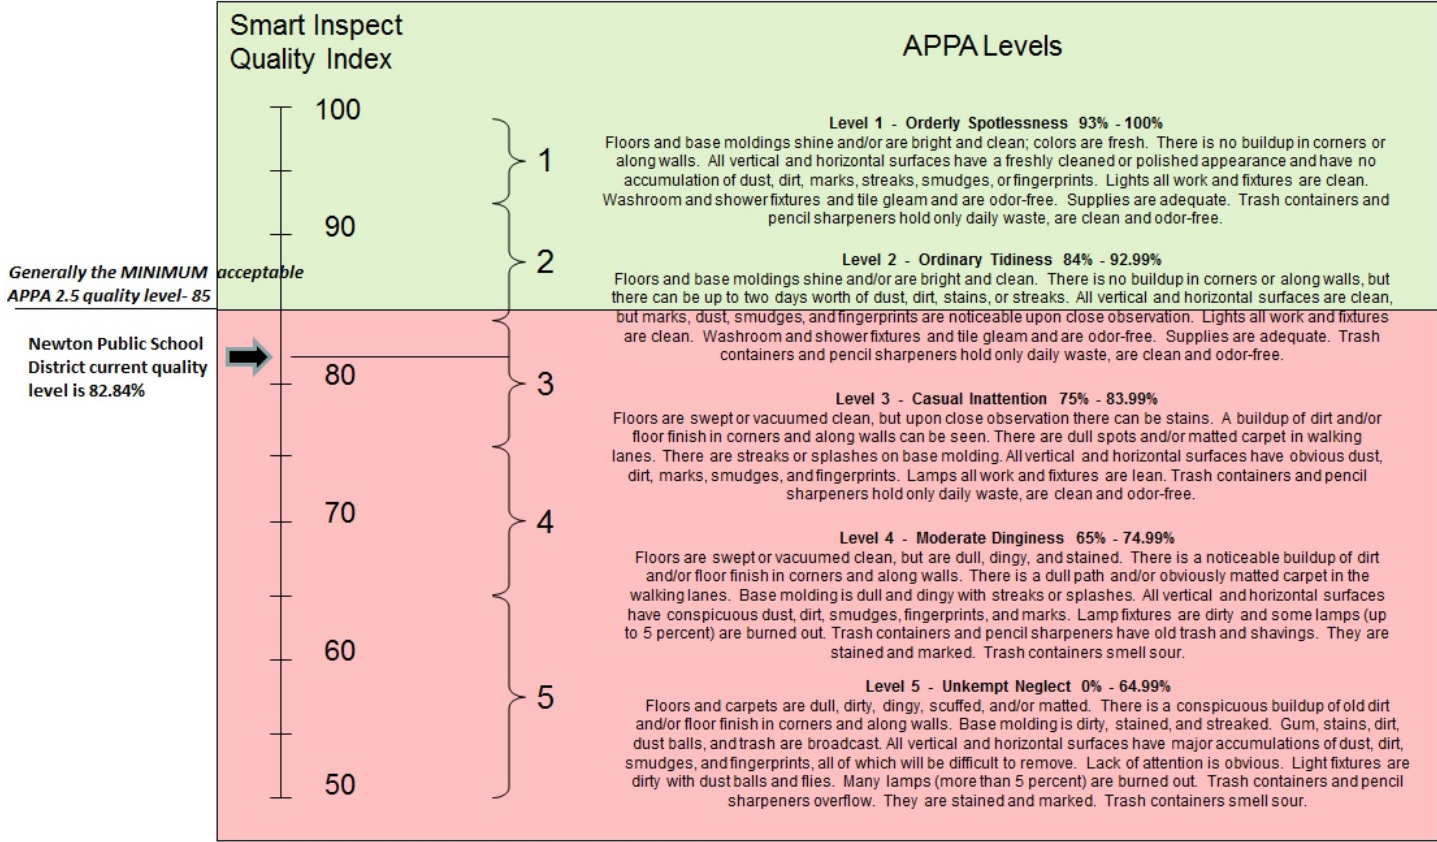 Smart Inspect
Quality Index
APPA Levels
100
90
80
70
60
50
1
2
3
4
5
Generally the MINIMUM acceptable
APPA 2.5 quality level- 85
Newton Public School
District current quality
level is 82.84%
Level 1 - Orderly Spotlessness 93% - 100%
Floors and base moldings shine and/or are bright and clean; colors are fresh. There is no buildup in corners or
along walls. All vertical and horizontal surfaces have a freshly cleaned or polished appearance and have no
accumulation of dust, dirt, marks, streaks, smudges, or fingerprints. Lights all work and fixtures are clean.
Washroom and shower fixtures and tile gleam and are odor-free. Supplies are adequate. Trash containers and
pencil sharpeners hold only daily waste, are clean and odor-free.
Level 2 - Ordinary Tidiness 84% - 92.99%
Floors and base moldings shine and/or are bright and clean. There is no buildup in corners or along walls, but
there can be up to two days worth of dust, dirt, stains, or streaks. All vertical and horizontal surfaces are clean,
but marks, dust, smudges, and fingerprints are noticeable upon close observation. Lights all work and fixtures
are clean. Washroom and shower fixtures and tile gleam and are odor-free. Supplies are adequate. Trash
containers and pencil sharpeners hold only daily waste, are clean and odor-free.
Level 3 - Casual Inattention 75% - 83.99%
Floors are swept or vacuumed clean, but upon close observation there can be stains. A buildup of dirt and/or
floor finish in corners and along walls can be seen. There are dull spots and/or matted carpet in walking
lanes. There are streaks or splashes on base molding. All vertical and horizontal surfaces have obvious dust,
dirt, marks, smudges, and fingerprints. Lamps all work and fixtures are lean. Trash containers and pencil
sharpeners hold only daily waste, are clean and odor-free.
Level 4 - Moderate Dinginess 65% - 74.99%
Floors are swept or vacuumed clean, but are dull, dingy, and stained. There is a noticeable buildup of dirt
and/or floor finish in corners and along walls. There is a dull path and/or obviously matted carpet in the
walking lanes. Base molding is dull and dingy with streaks or splashes. All vertical and horizontal surfaces
have conspicuous dust, dirt, smudges, fingerprints, and marks. Lamp fixtures are dirty and some lamps (up
to 5 percent) are burned out. Trash containers and pencil sharpeners have old trash and shavings. They are
stained and marked. Trash containers smell sour.
Level 5 - Unkempt Neglect 0% - 64.99%
Floors and carpets are dull, dirty, dingy, scuffed, and/or matted. There is a conspicuous buildup of old dirt
and/or floor finish in corners and along walls. Base molding is dirty, stained, and streaked. Gum, stains, dirt,
dust balls, and trash are broadcast. All vertical and horizontal surfaces have major accumulations of dust, dirt,
smudges, and fingerprints, all of which will be difficult to remove. Lack of attention is obvious. Light fixtures are
dirty with dust balls and flies. Many lamps (more than 5 percent) are burned out. Trash containers and pencil
sharpeners overflow. They are stained and marked. Trash containers smell sour.